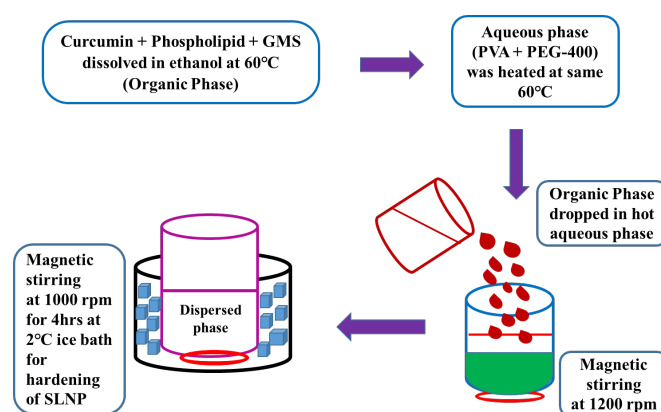 Curcumin + Phospholipid + GMS
dissolved in ethanol at 60°C
(Organic Phase)
Aqueous phase
(PVA + PEG-400)
was heated at same
60°C
Organic Phase
dropped in hot
aqueous phase
Magnetic
stirring
at 1200 rpm
Dispersed
phase
Magnetic
stirring
at 1000 rpm
for 4hrs at
2°C ice bath
for
hardening
of SLNP